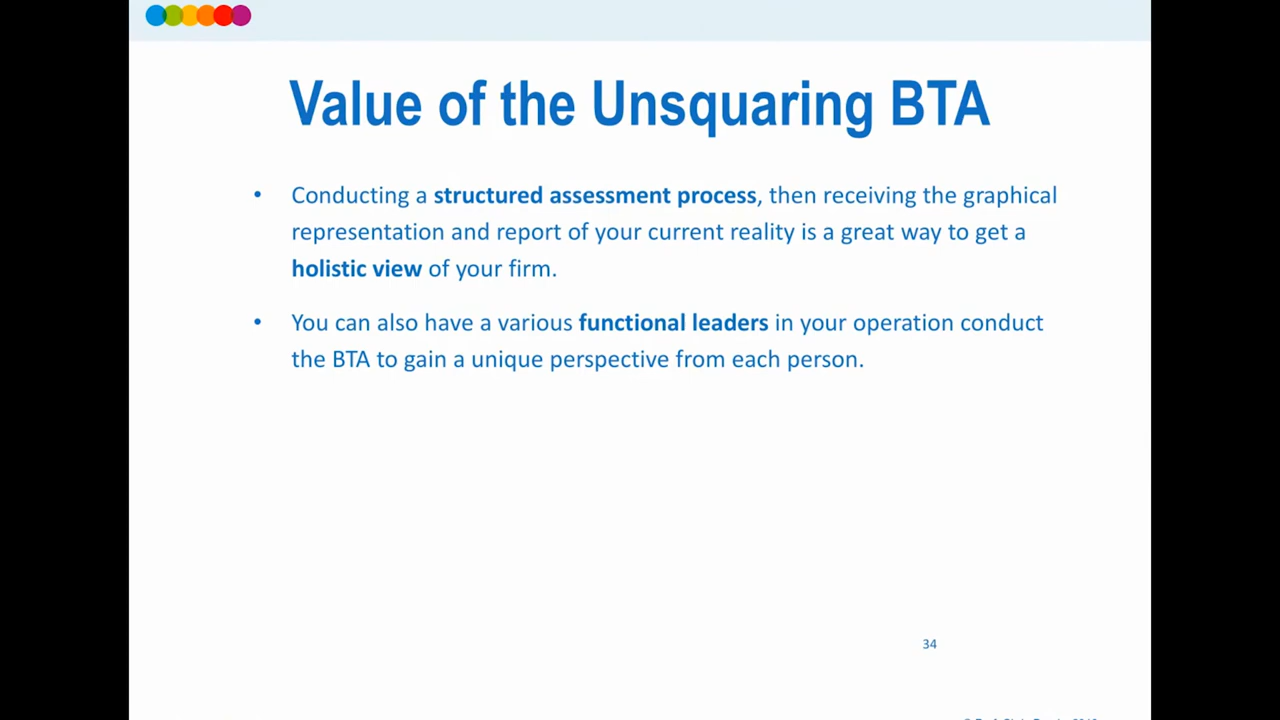 Value of the Unsquaring BTA
• Conducting a structured assessment process, then receiving the graphical
representation and report of your current reality is a great way to get a
holistic view of your firm.
• You can also have a various functional leaders in your operation conduct
the BTA to gain a unique perspective from each person.
34